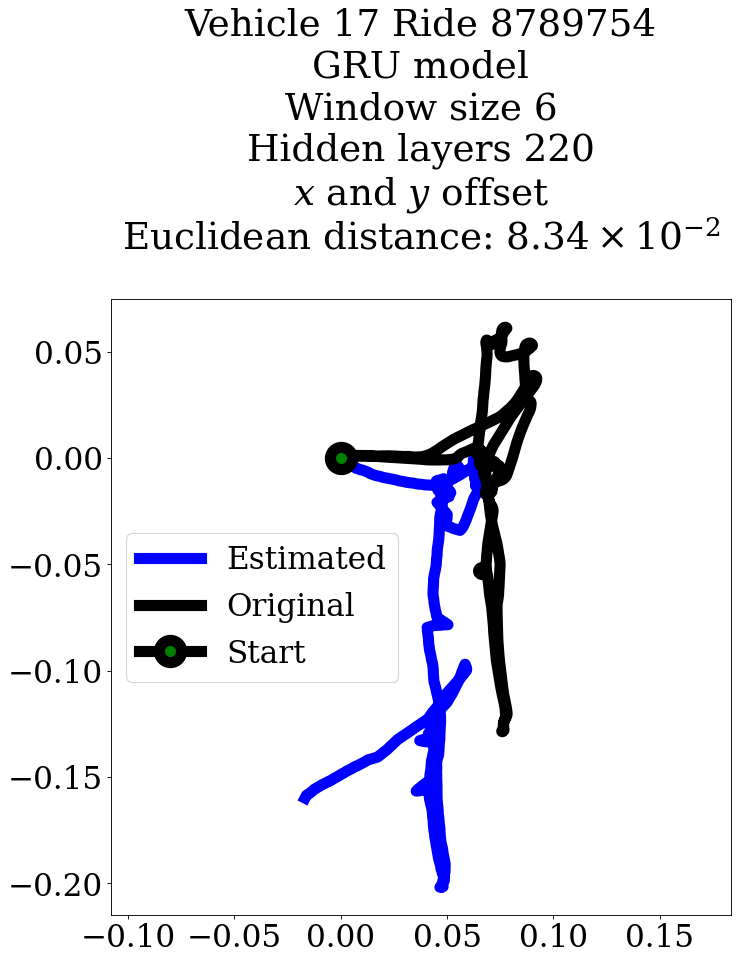 Vehicle 17 Ride 8789754
GRU model
Window size 6
Hidden layers 220
x and y offset
Euclidean distance: 8.34 × 10⁻²
0.05
0.00
−0.05
−0.10
−0.15
−0.20
Estimated
Original
Start
−0.10 −0.05 0.00 0.05 0.10 0.15